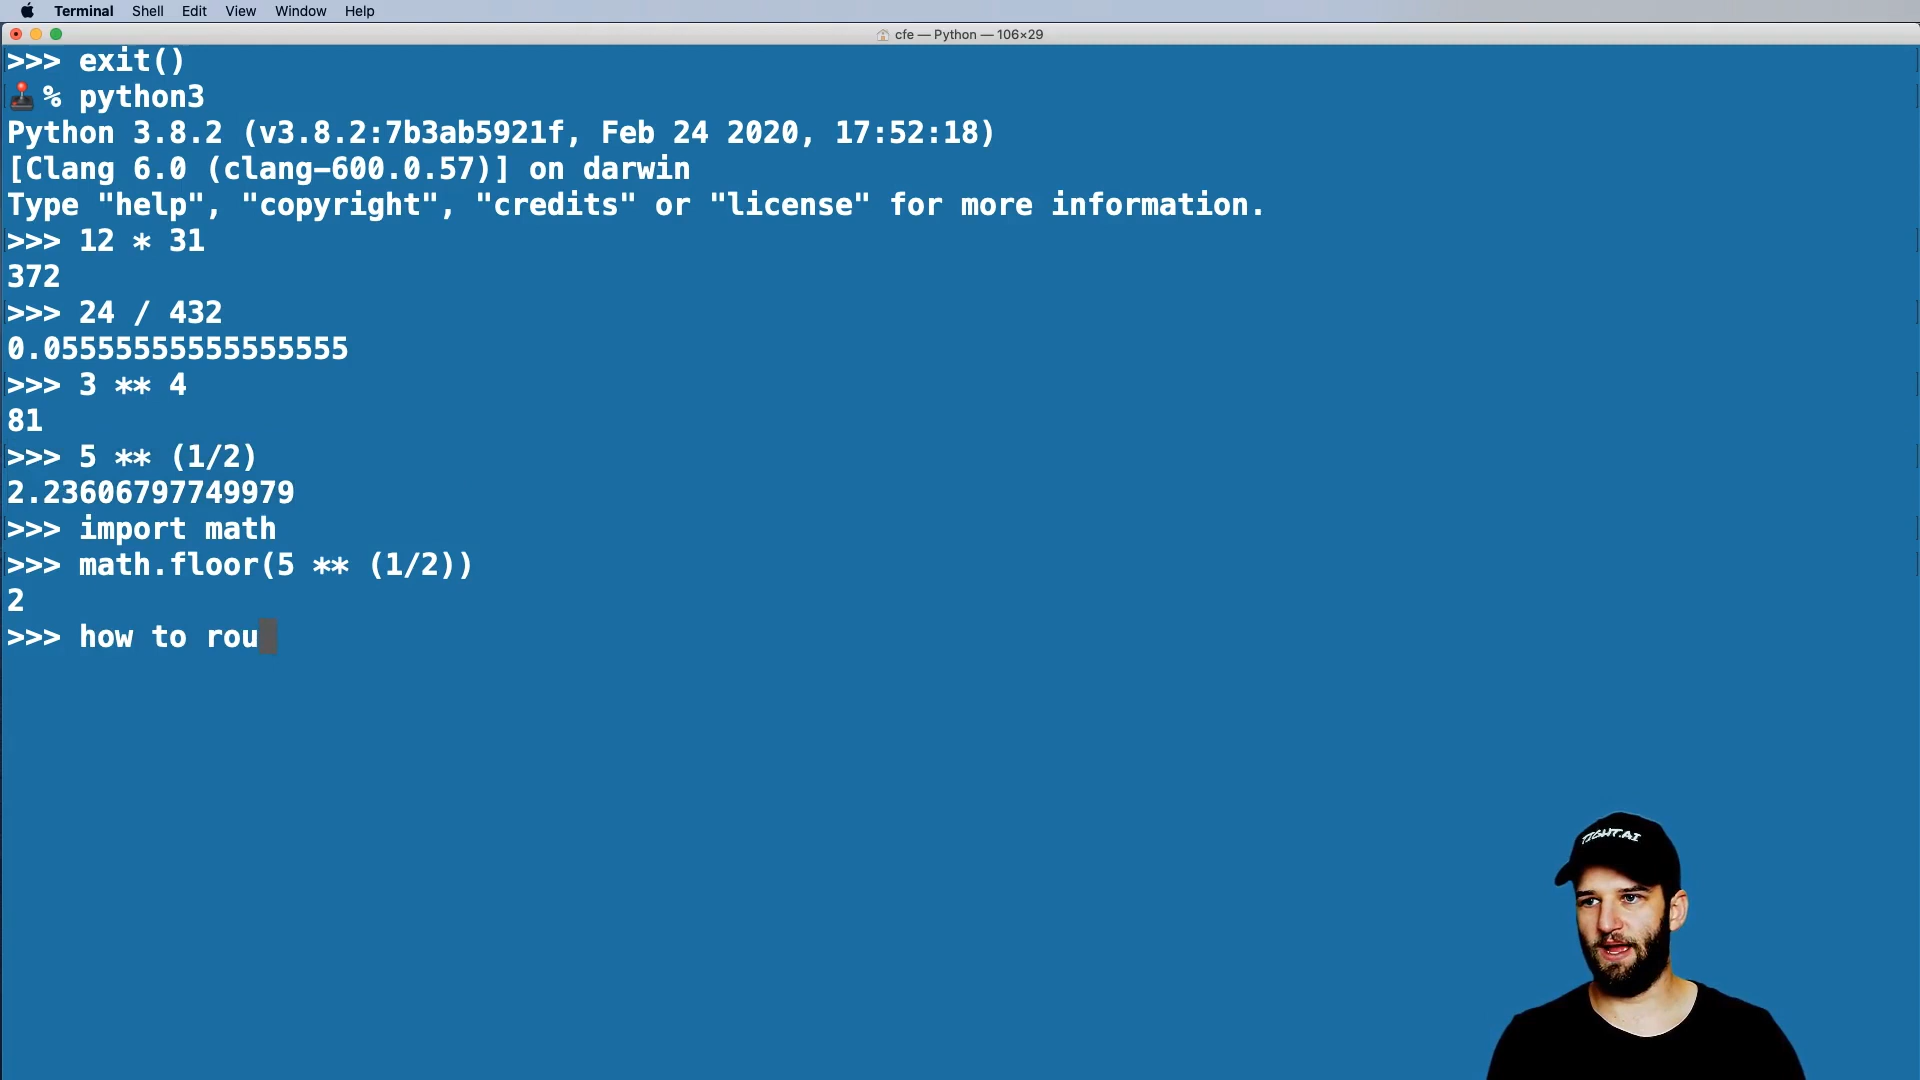 Terminal Shell Edit View Window Help
cfe — Python — 106×29
>>> exit()
🕹️% python3
Python 3.8.2 (v3.8.2:7b3ab5921f, Feb 24 2020, 17:52:18)
[Clang 6.0 (clang-600.0.57)] on darwin
Type "help", "copyright", "credits" or "license" for more information.
>>> 12 * 31
372
>>> 24 / 432
0.05555555555555555
>>> 3 ** 4
81
>>> 5 ** (1/2)
2.23606797749979
>>> import math
>>> math.floor(5 ** (1/2))
2
>>> how to rou
TIGHT.AI